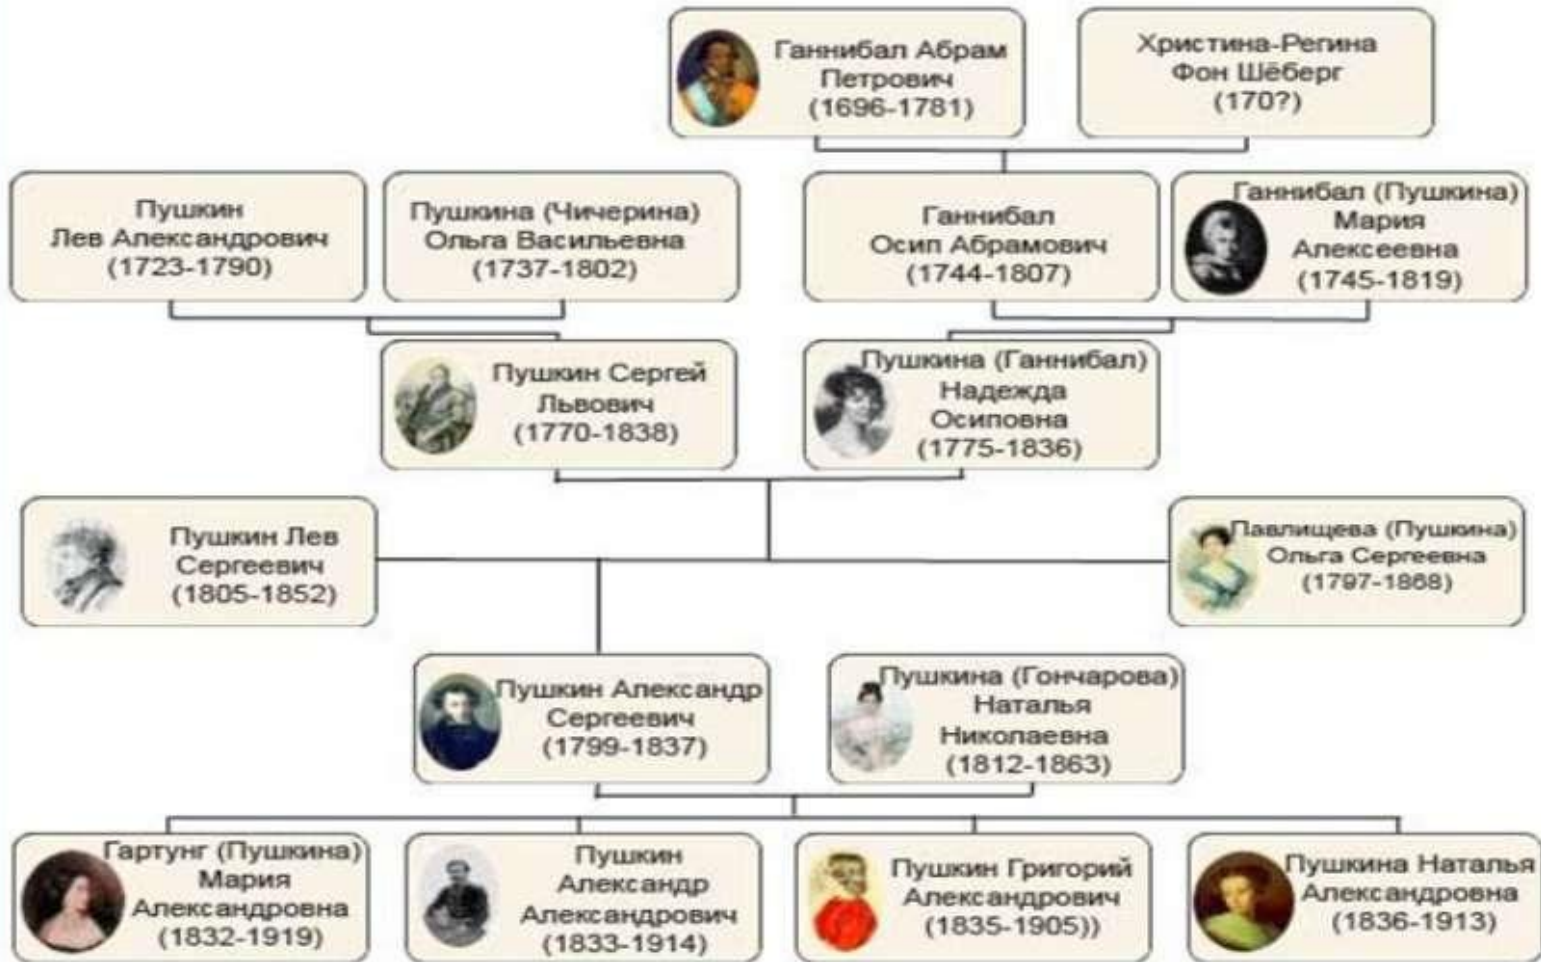 Ганнибал Абрам
Петрович
(1696-1781)
Христина-Регина
Фон Шёберг
(170?)
Пушкин
Лев Александрович
(1723-1790)
Пушкина (Чичерина)
Ольга Васильевна
(1737-1802)
Ганнибал
Осип Абрамович
(1744-1807)
Ганнибал (Пушкина)
Мария
Алексеевна
(1745-1819)
Пушкин Сергей
Львович
(1770-1838)
Пушкина (Ганнибал)
Надежда
Осиповна
(1775-1836)
Пушкин Лев
Сергеевич
(1805-1852)
Павлищева (Пушкина)
Ольга Сергеевна
(1797-1868)
Пушкин Александр
Сергеевич
(1799-1837)
Пушкина (Гончарова)
Наталья
Николаевна
(1812-1863)
Гартунг (Пушкина)
Мария
Александровна
(1832-1919)
Пушкин
Александр
Александрович
(1833-1914)
Пушкин Григорий
Александрович
(1835-1905))
Пушкина Наталья
Александровна
(1836-1913)